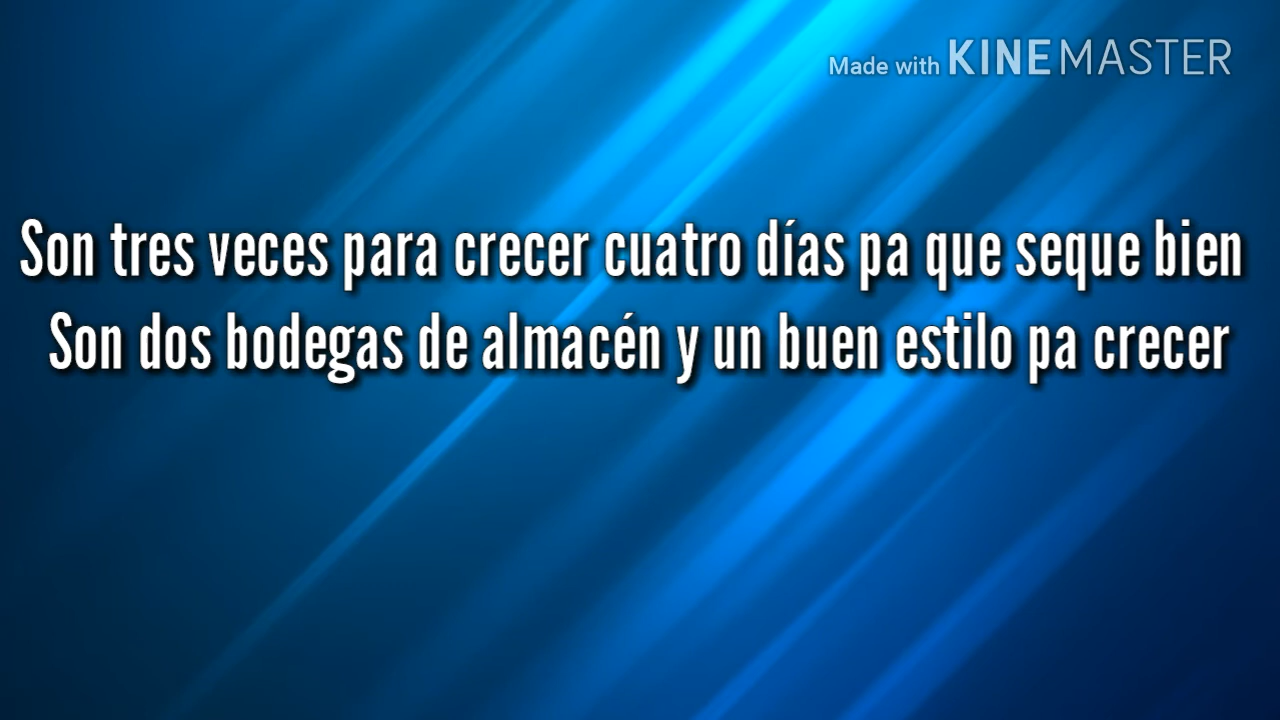 Made with KINEMASTER
Son tres veces para crecer cuatro días pa que seque bien
Son dos bodegas de almacén y un buen estilo pa crecer